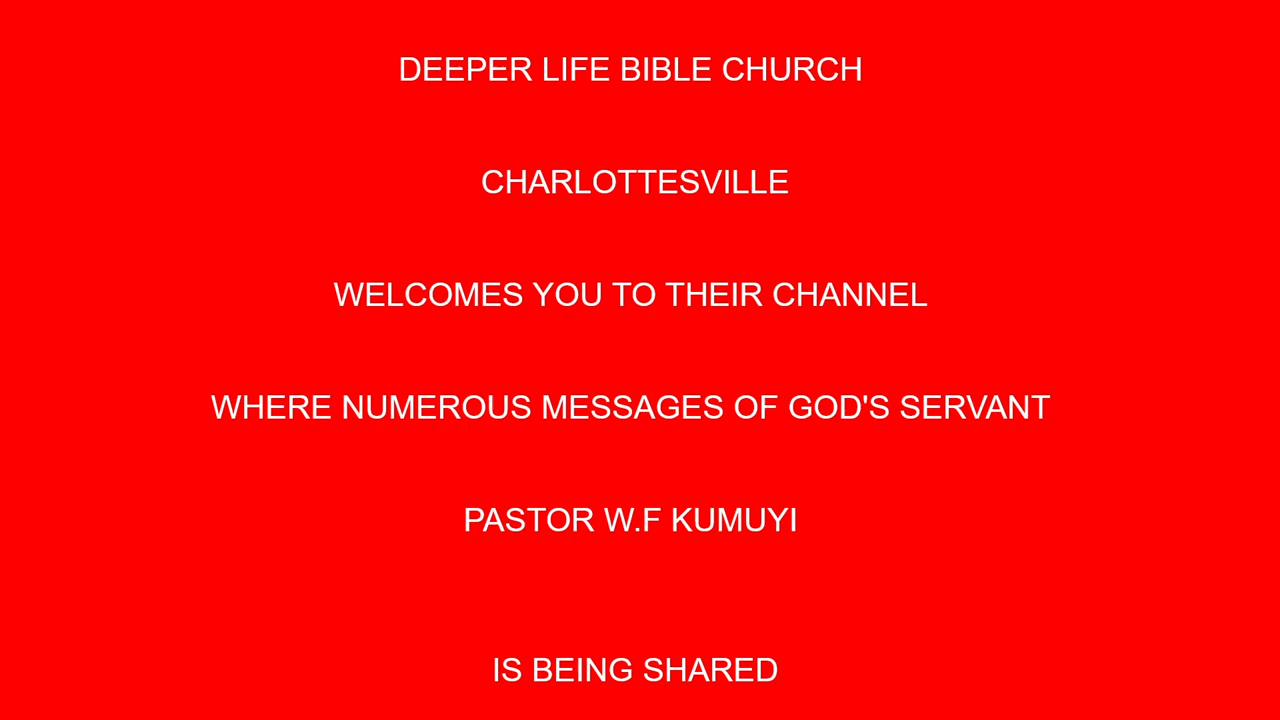 DEEPER LIFE BIBLE CHURCH
CHARLOTTESVILLE
WELCOMES YOU TO THEIR CHANNEL
WHERE NUMEROUS MESSAGES OF GOD'S SERVANT
PASTOR W.F KUMUYI
IS BEING SHARED